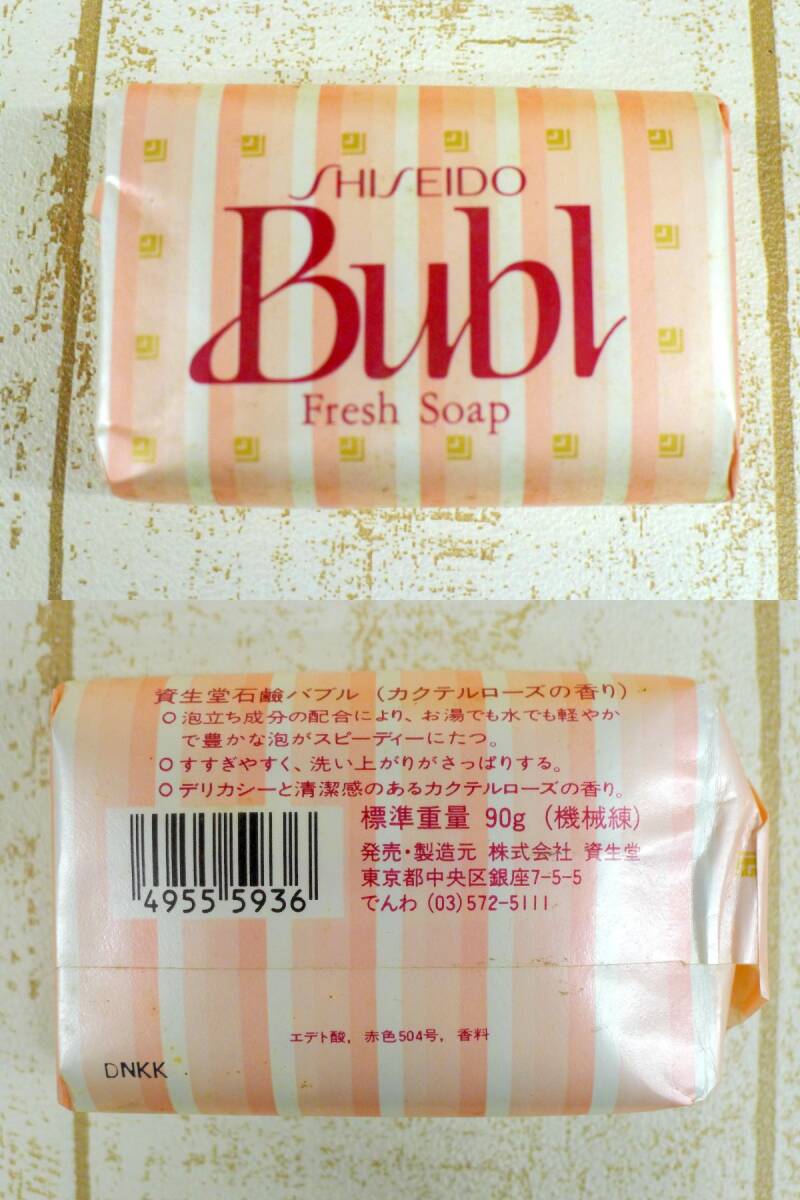 SHISEIDO
Bubl
Fresh Soap
資生堂石鹸バブル (カクテルローズの香り)
○ 泡立ち成分の配合により、お湯でも水でも軽やか
で豊かな泡がスピーディーにたつ。
○ すすぎやすく、洗い上がりがさっぱりする。
○ デリカシーと清潔感のあるカクテルローズの香り。
標準重量 90g (機械練)
発売・製造元 株式会社 資生堂
東京都中央区銀座7-5-5
でんわ (03) 572-5111
4955 5936
エデト酸, 赤色504号, 香料
DNKK